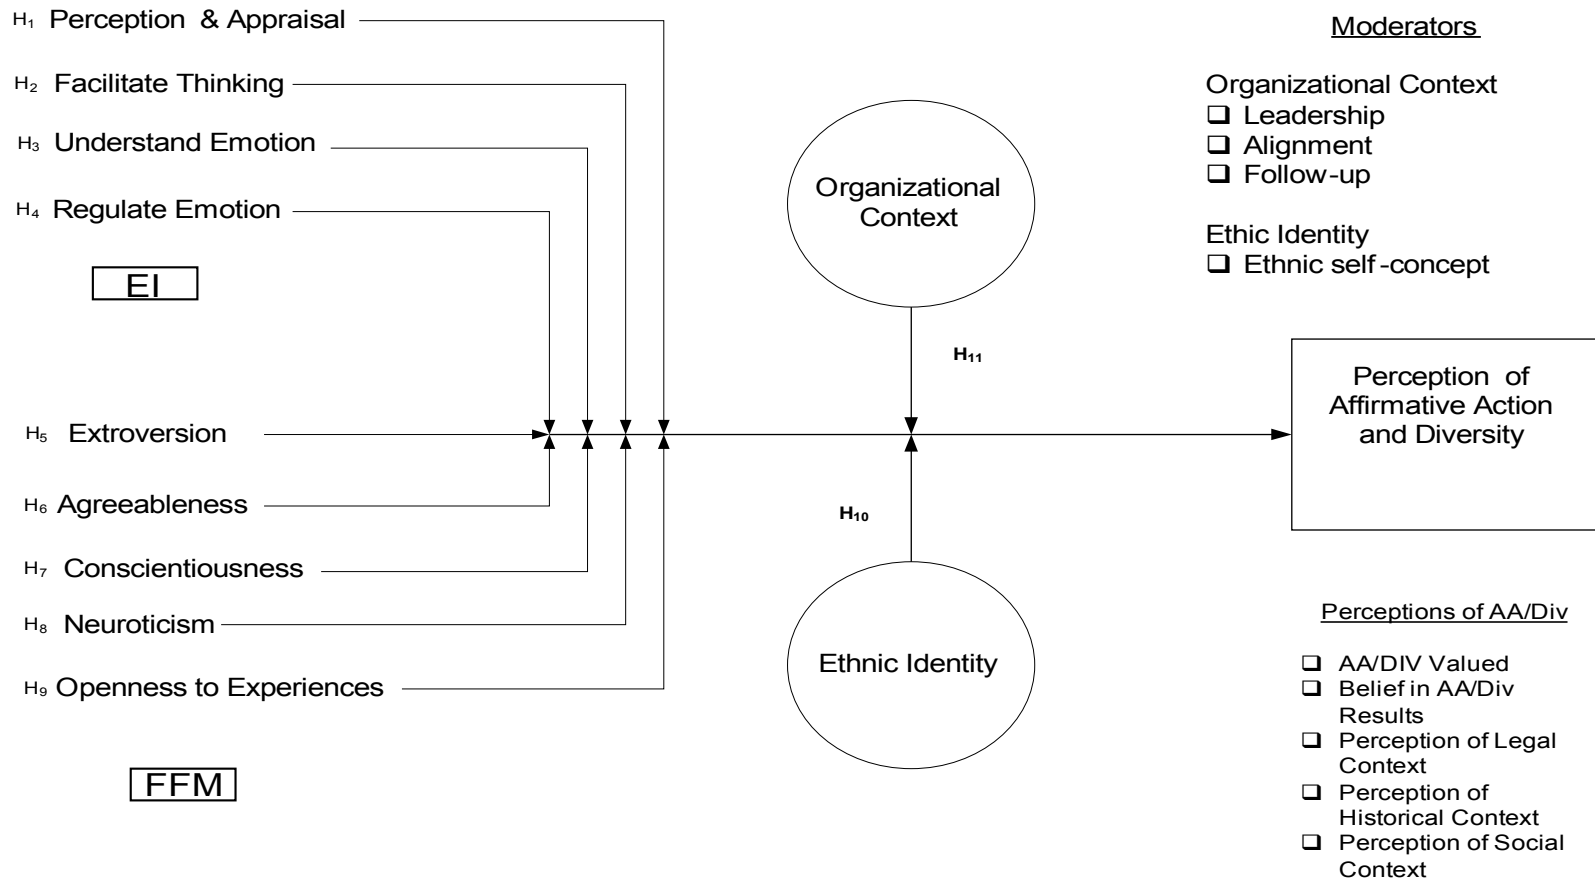 H₁ Perception & Appraisal
H₂ Facilitate Thinking
H₃ Understand Emotion
H₄ Regulate Emotion
EI
H₅ Extroversion
H₆ Agreeableness
H₇ Conscientiousness
H₈ Neuroticism
H₉ Openness to Experiences
FFM
Organizational
Context
H₁₁
H₁₀
Ethnic Identity
Moderators
Organizational Context
❑ Leadership
❑ Alignment
❑ Follow-up
Ethic Identity
❑ Ethnic self-concept
Perception of
Affirmative Action
and Diversity
Perceptions of AA/Div
❑ AA/DIV Valued
❑ Belief in AA/Div
Results
❑ Perception of Legal
Context
❑ Perception of
Historical Context
❑ Perception of Social
Context